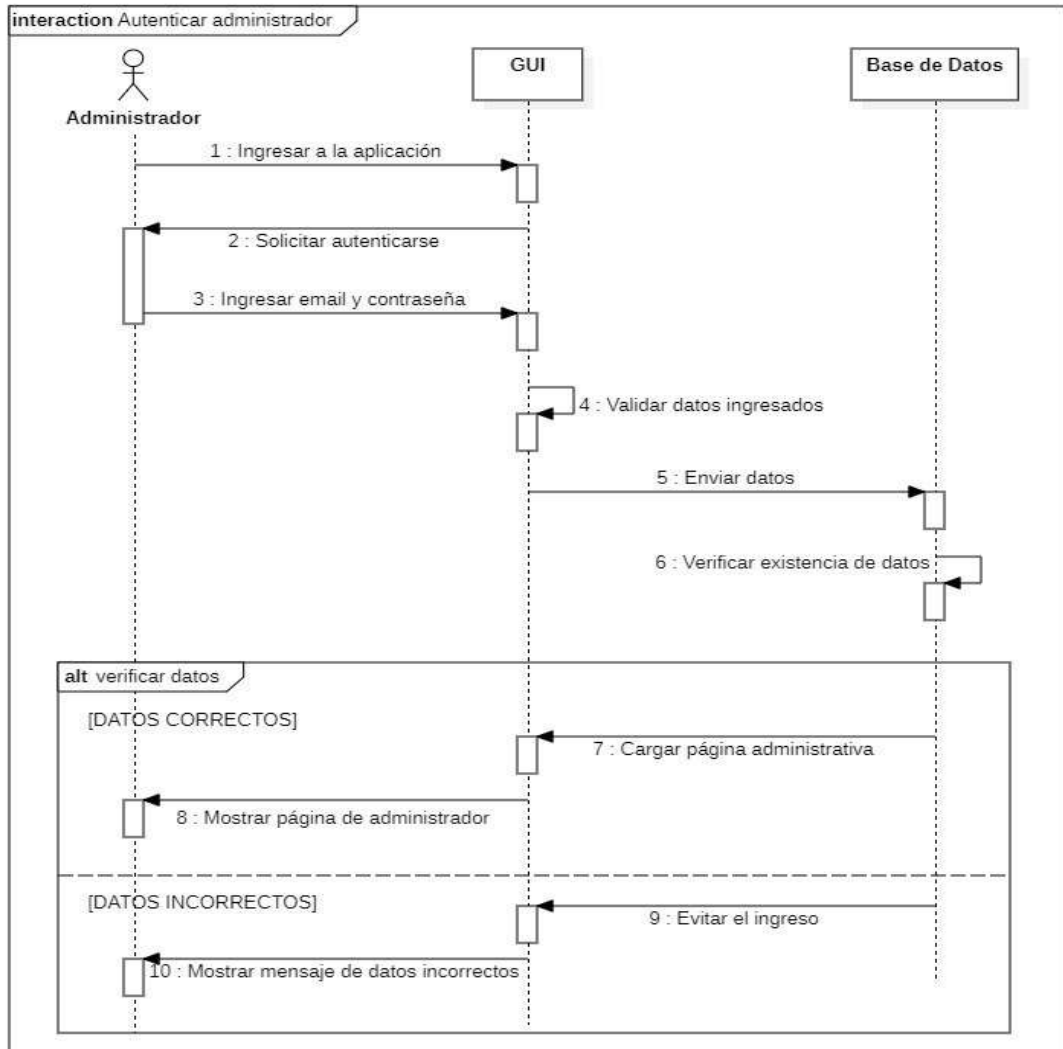 interaction Autenticar administrador
Administrador
GUI
Base de Datos
1 : Ingresar a la aplicación
2 : Solicitar autenticarse
3 : Ingresar email y contraseña
4 : Validar datos ingresados
5 : Enviar datos
6 : Verificar existencia de datos
alt verificar datos
[DATOS CORRECTOS]
7 : Cargar página administrativa
8 : Mostrar página de administrador
[DATOS INCORRECTOS]
9 : Evitar el ingreso
10 : Mostrar mensaje de datos incorrectos